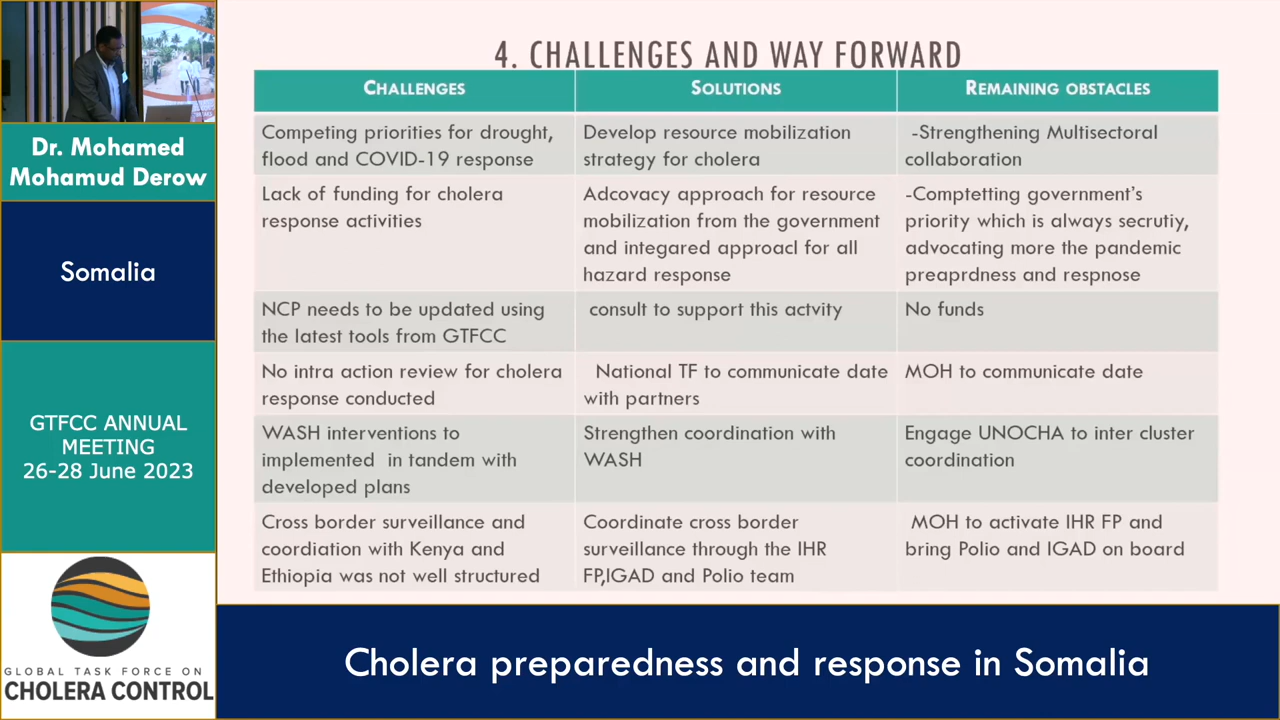 4. CHALLENGES AND WAY FORWARD
CHALLENGES
SOLUTIONS
REMAINING OBSTACLES
Competing priorities for drought,
flood and COVID-19 response
Develop resource mobilization
strategy for cholera
-Strengthening Multisectoral
collaboration
Lack of funding for cholera
response activities
Adcovacy approach for resource
mobilization from the government
and integared approacl for all
hazard response
-Comptetting government's
priority which is always secrutiy,
advocating more the pandemic
preaprdness and respnose
NCP needs to be updated using
the latest tools from GTFCC
consult to support this actvity
No funds
No intra action review for cholera
response conducted
National TF to communicate date
with partners
MOH to communicate date
WASH interventions to
implemented in tandem with
developed plans
Strengthen coordination with
WASH
Engage UNOCHA to inter cluster
coordination
Cross border surveillance and
coordiation with Kenya and
Ethiopia was not well structured
Coordinate cross border
surveillance through the IHR
FP,IGAD and Polio team
MOH to activate IHR FP and
bring Polio and IGAD on board
Dr. Mohamed
Mohamud Derow
Somalia
GTFCC ANNUAL
MEETING
26-28 June 2023
GLOBAL TASK FORCE ON
CHOLERA CONTROL
Cholera preparedness and response in Somalia